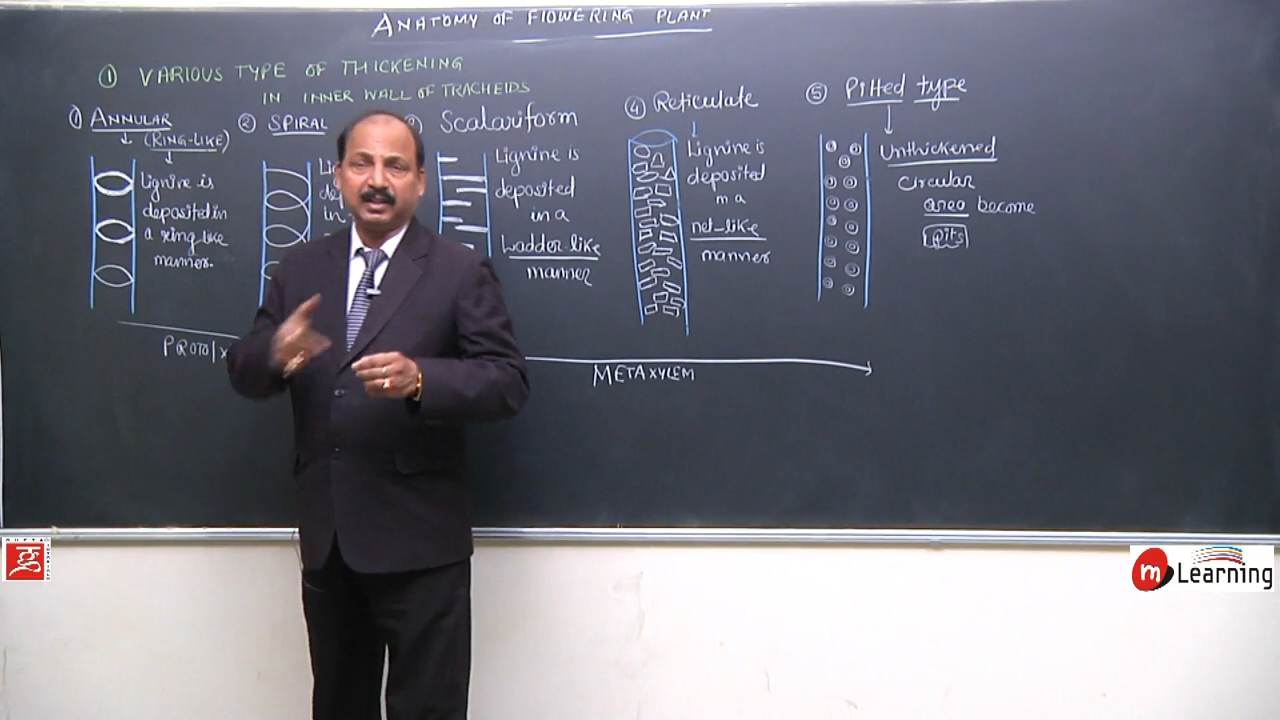 ANATOMY OF FLOWERING PLANT
① VARIOUS TYPE OF THICKENING
IN INNER WALL OF TRACHEIDS
① ANNULAR
(RING-LIKE)
Lignine is
deposited in
a ring like
manner.
② SPIRAL
Scalariform
Lignine is
deposited
in a
Ladder-like
manner
④ Reticulate
Lignine is
deposited
in a
net-like
manner
⑤ Pitted type
Unthickened
circular
area become
pits
METAXYLEM
m Learning